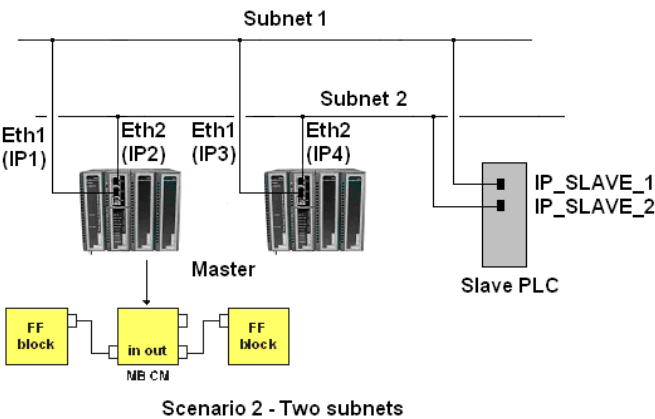 Subnet 1
Subnet 2
Eth1
(IP1)
Eth2
(IP2)
Eth1
(IP3)
Eth2
(IP4)
IP_SLAVE_1
IP_SLAVE_2
Master
Slave PLC
FF
block
in out
MB CM
FF
block
Scenario 2 - Two subnets